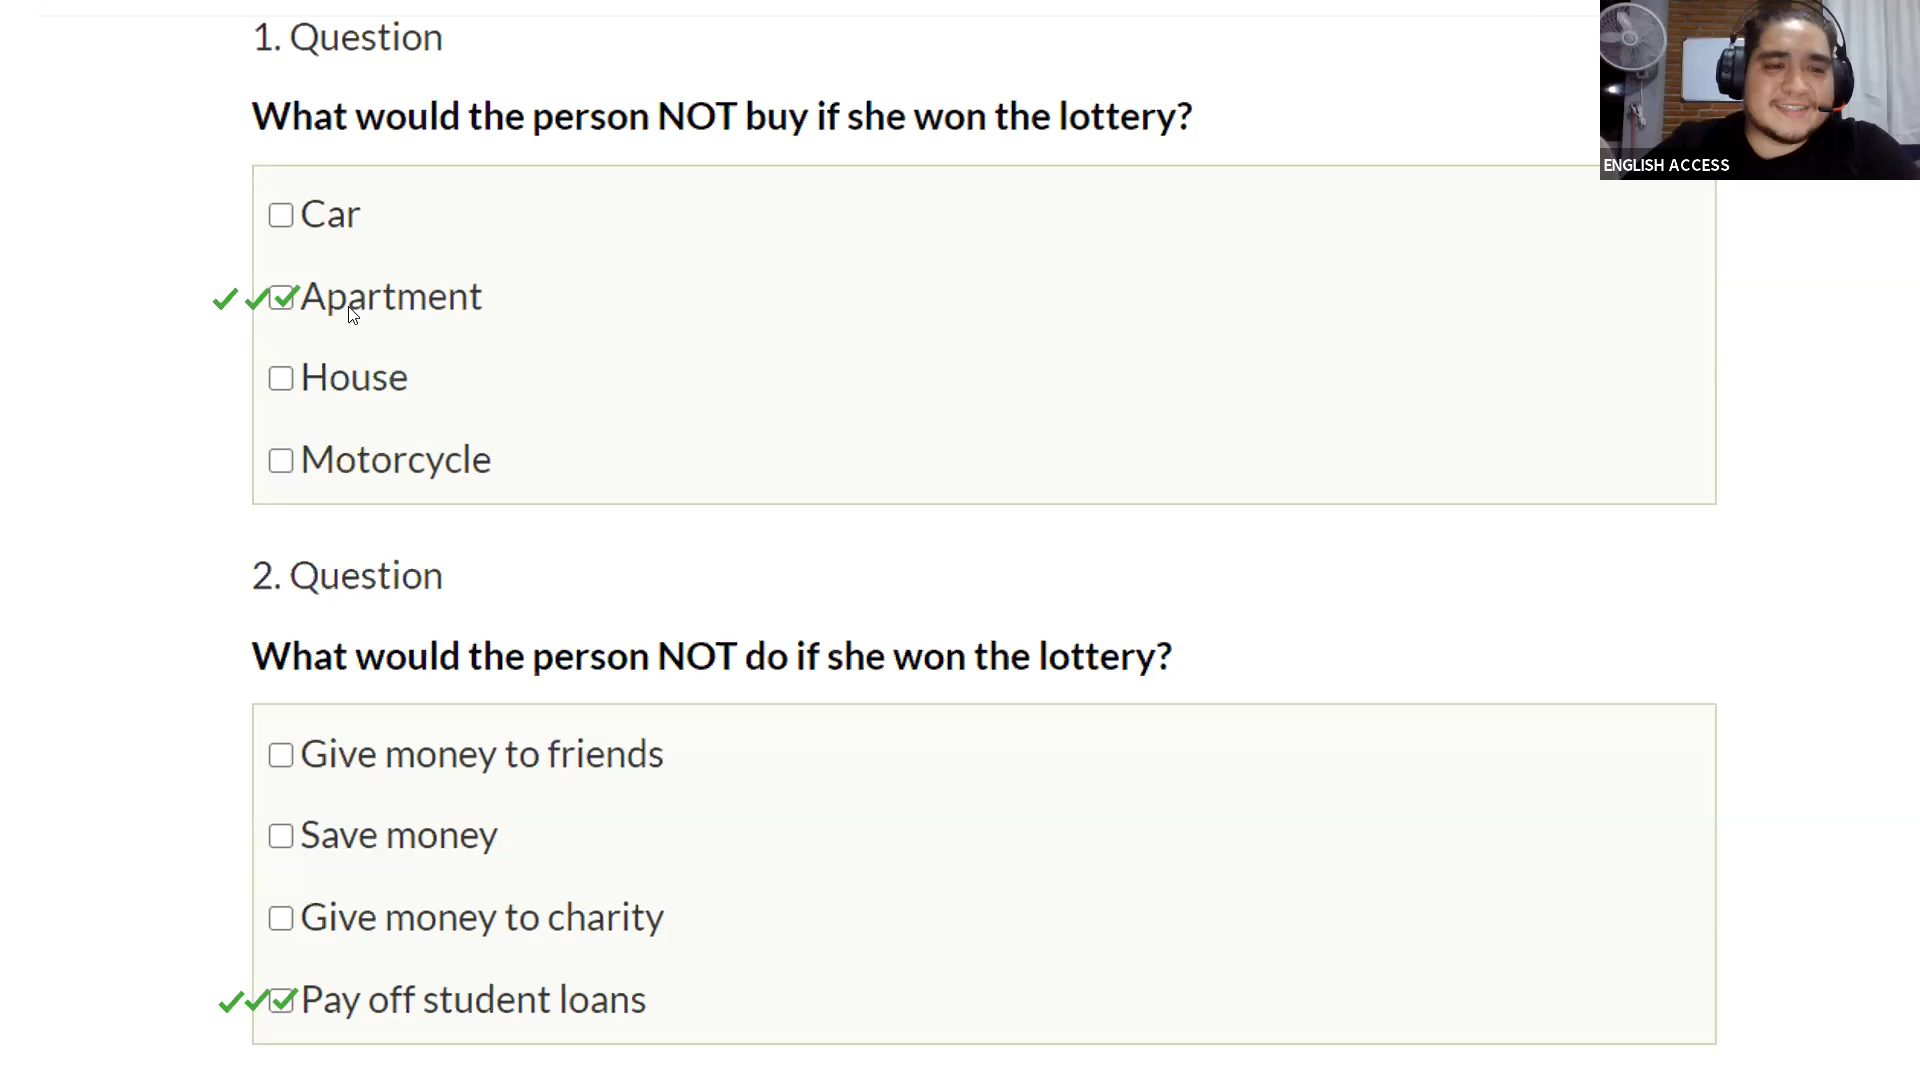 1. Question
What would the person NOT buy if she won the lottery?
Car
Apartment
House
Motorcycle
2. Question
What would the person NOT do if she won the lottery?
Give money to friends
Save money
Give money to charity
Pay off student loans
ENGLISH ACCESS